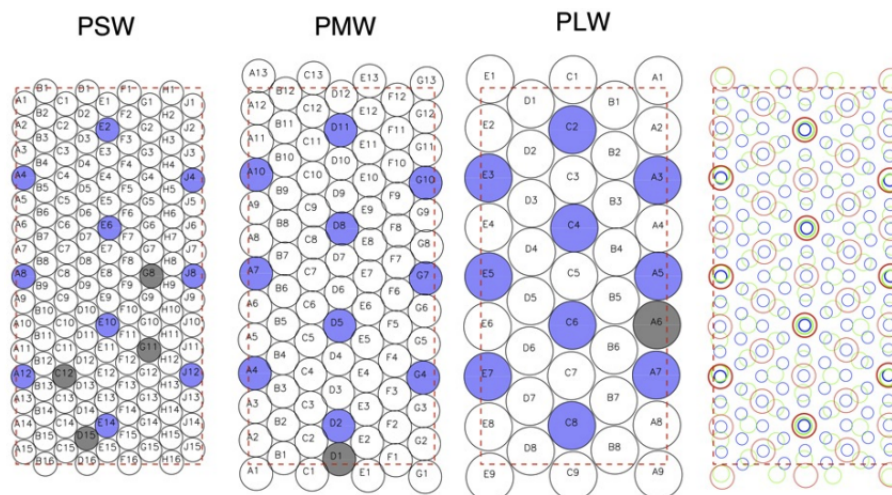 PSW PMW PLW
B1 D1 F1 H1
A1 C1 E1 G1 J1
B2 D2 F2 H2
A2 C2 E2 G2 J2
B3 D3 F3 H3
A3 C3 E3 G3 J3
B4 D4 F4 H4
A4 C4 E4 G4 J4
B5 D5 F5 H5
A5 C5 E5 G5 J5
B6 D6 F6 H6
A6 C6 E6 G6 J6
B7 D7 F7 H7
A7 C7 E7 G7 J7
B8 D8 F8 H8
A8 C8 E8 G8 J8
B9 D9 F9 H9
A9 C9 E9 G9 J9
B10 D10 F10 H10
A10 C10 E10 G10 J10
B11 D11 F11 H11
A11 C11 E11 G11 J11
B12 D12 F12 H12
A12 C12 E12 G12 J12
B13 D13 F13 H13
A13 C13 E13 G13 J13
B14 D14 F14 H14
A14 C14 E14 G14 J14
B15 D15 F15 H15
A15 C15 E15 G15 J15
B16 D16 F16 H16
A13 C13 E13 G13
B12 D12 F12
A12 C12 E12 G12
B11 D11 F11
A11 C11 E11 G11
B10 D10 F10
A10 C10 E10 G10
B9 D9 F9
A9 C9 E9 G9
B8 D8 F8
A8 C8 E8 G8
B7 D7 F7
A7 C7 E7 G7
B6 D6 F6
A6 C6 E6 G6
B5 D5 F5
A5 C5 E5 G5
B4 D4 F4
A4 C4 E4 G4
B3 D3 F3
A3 C3 E3 G3
B2 D2 F2
A2 C2 E2 G2
B1 D1 F1
A1 C1 E1 G1
E1 C1 A1
D1 B1
E2 C2 A2
D2 B2
E3 C3 A3
D3 B3
E4 C4 A4
D4 B4
E5 C5 A5
D5 B5
E6 C6 A6
D6 B6
E7 C7 A7
D7 B7
E8 C8 A8
D8 B8
E9 C9 A9